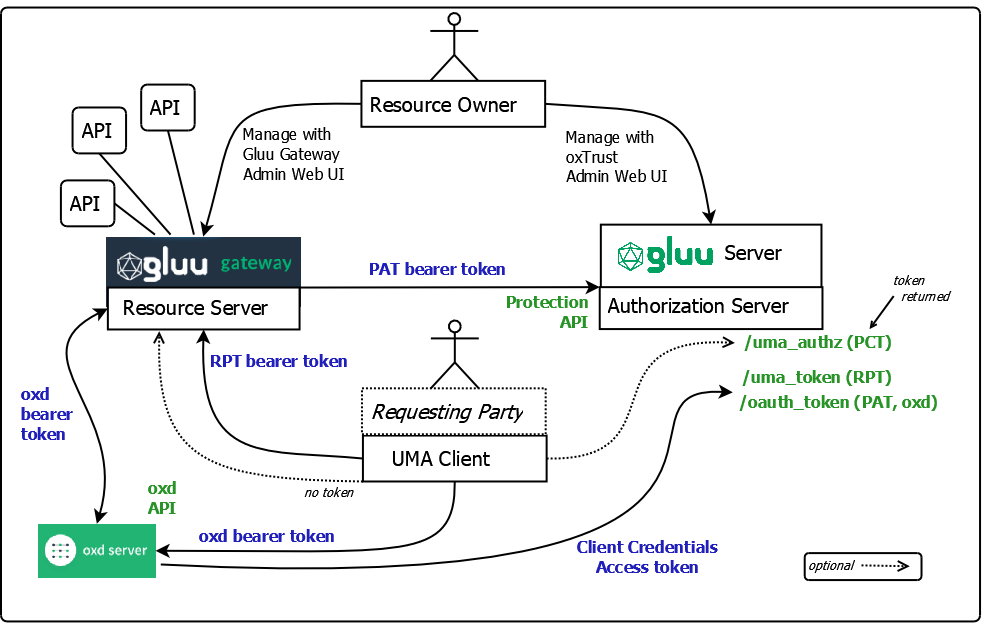 Resource Owner
API
API
API
Manage with
Gluu Gateway
Admin Web UI
Manage with
oxTrust
Admin Web UI
gluu gateway
Resource Server
PAT bearer token
gluu Server
Protection
API
Authorization Server
token
returned
/uma_authz (PCT)
/uma_token (RPT)
/oauth_token (PAT, oxd)
RPT bearer token
Requesting Party
UMA Client
no token
oxd
bearer
token
oxd
API
oxd server
oxd bearer token
Client Credentials
Access token
optional